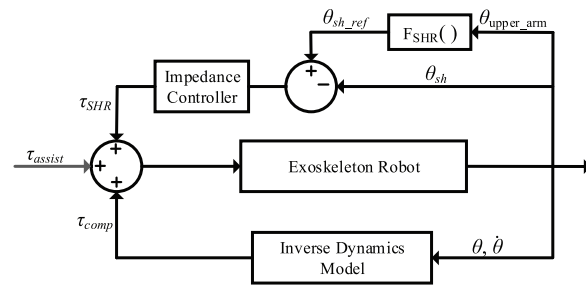 θsh_ref
FSHR( )
θupper_arm
Impedance
Controller
+
−
θsh
τSHR
τassist
+
+
+
Exoskeleton Robot
τcomp
Inverse Dynamics
Model
θ, θ̇